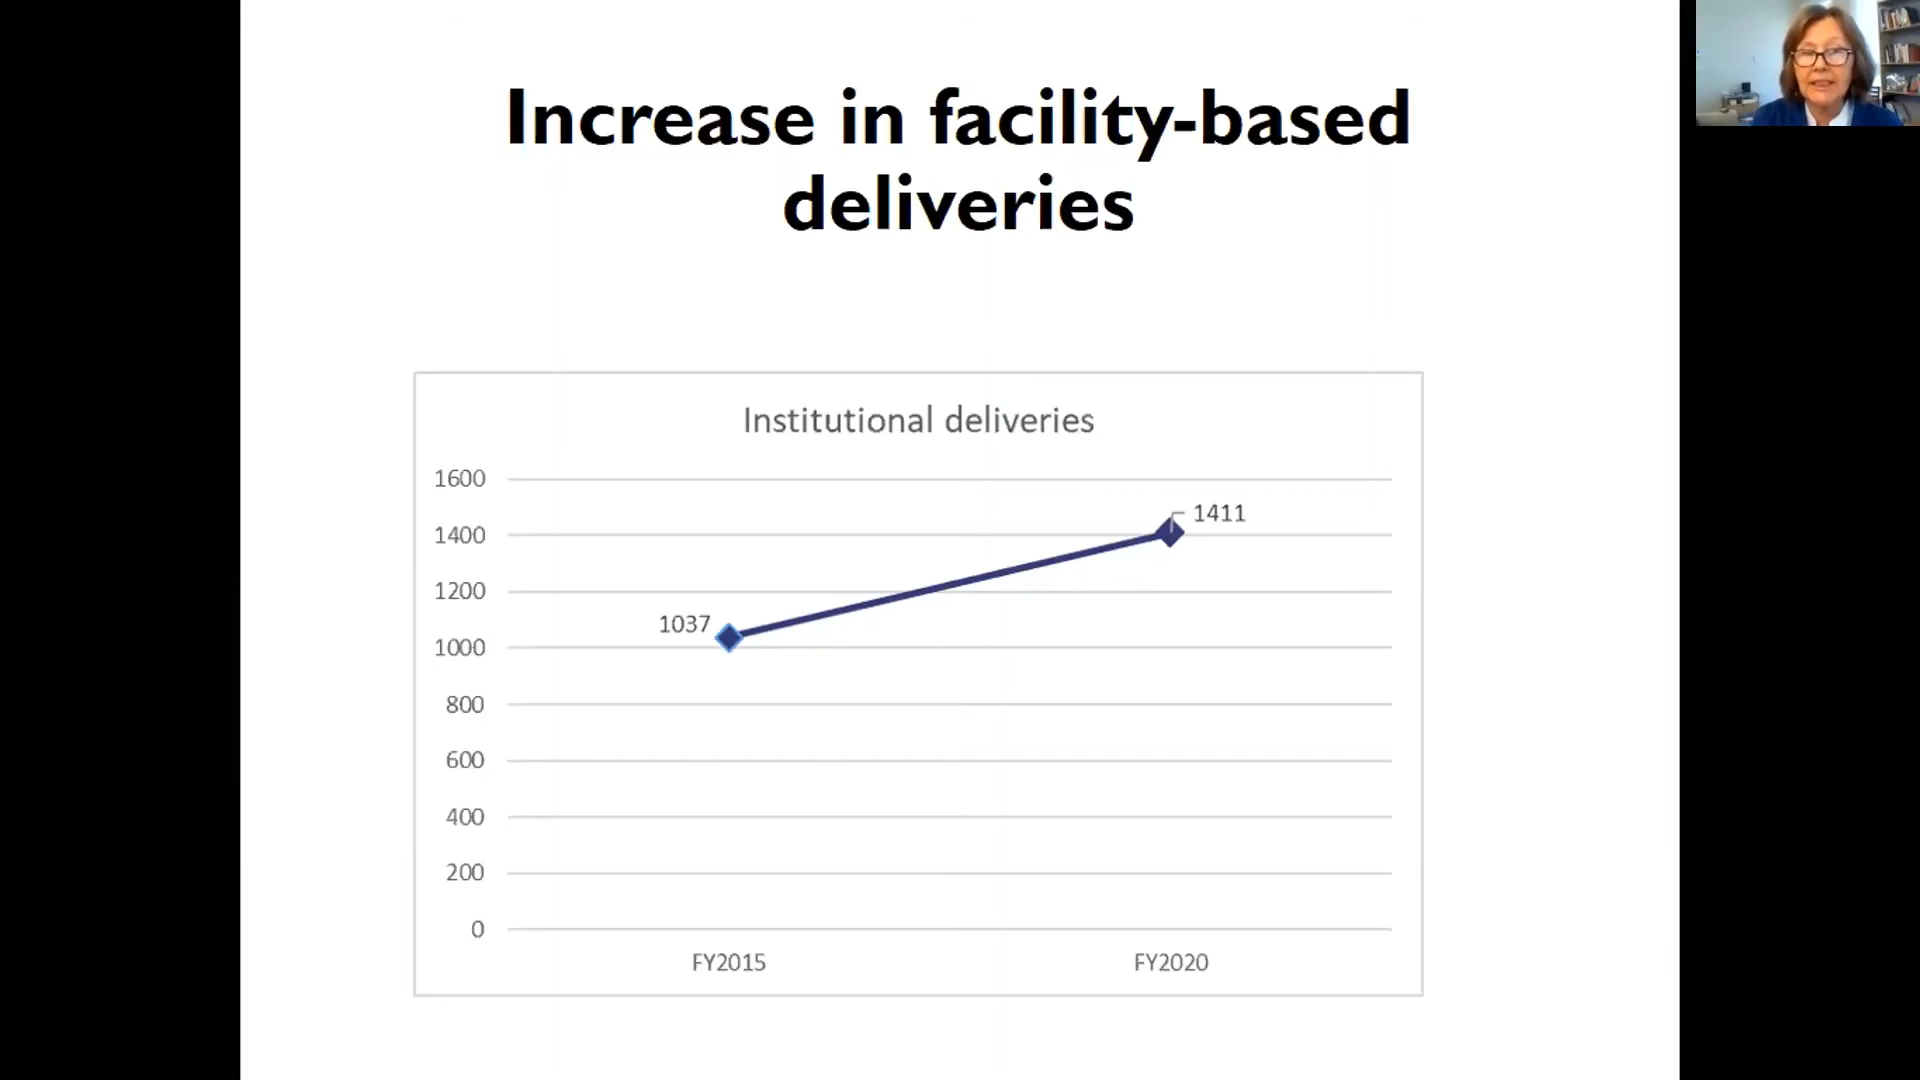 Increase in facility-based
deliveries
Institutional deliveries
1600
1400
1200
1000
800
600
400
200
0
1037
1411
FY2015
FY2020